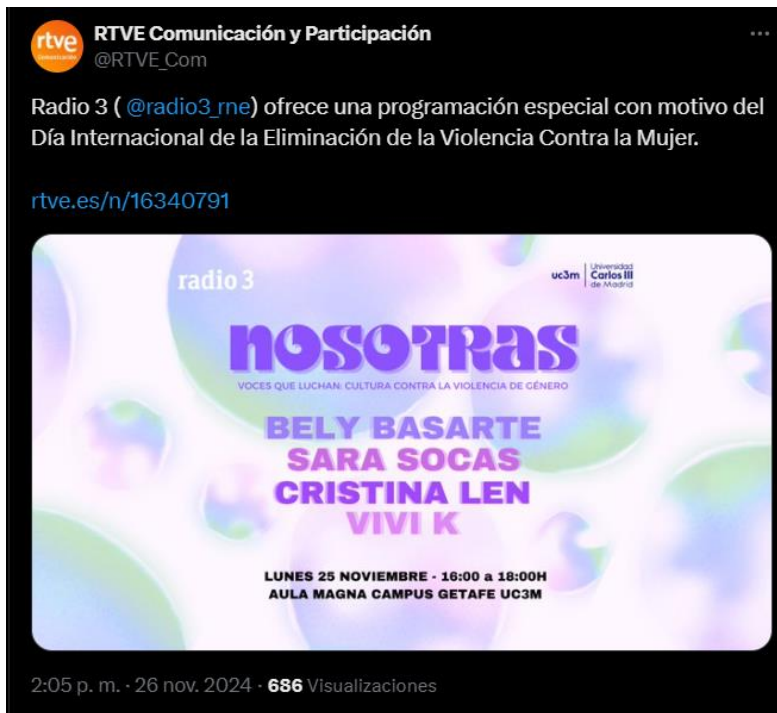 rtve
Comunicación
RTVE Comunicación y Participación
@RTVE_Com
Radio 3 ( @radio3_rne) ofrece una programación especial con motivo del
Día Internacional de la Eliminación de la Violencia Contra la Mujer.
rtve.es/n/16340791
radio 3
uc3m
Universidad
Carlos III
de Madrid
NOSOTRAS
VOCES QUE LUCHAN: CULTURA CONTRA LA VIOLENCIA DE GÉNERO
BELY BASARTE
SARA SOCAS
CRISTINA LEN
VIVI K
LUNES 25 NOVIEMBRE - 16:00 a 18:00H
AULA MAGNA CAMPUS GETAFE UC3M
2:05 p. m. · 26 nov. 2024 · 686 Visualizaciones